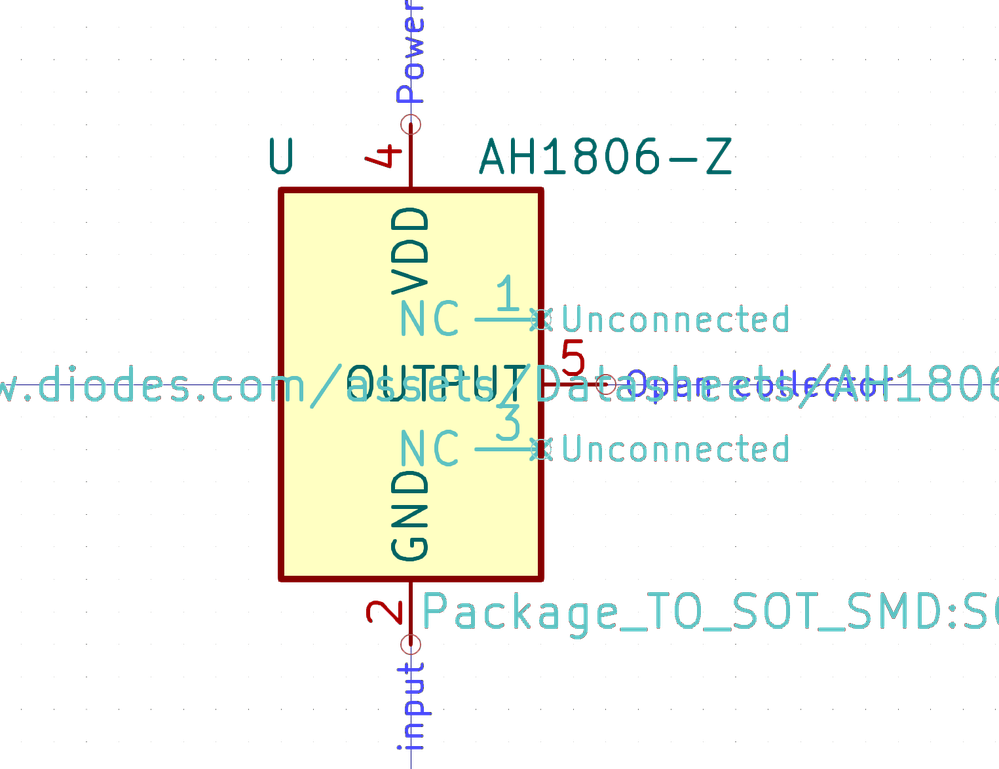 Power
U
AH1806-Z
4
VDD
1
NC
Unconnected
5
w.diodes.com/assets/Datasheets/AH1806
OUTPUT
Open collector
3
NC
Unconnected
GND
2
Package_TO_SOT_SMD:SO
input